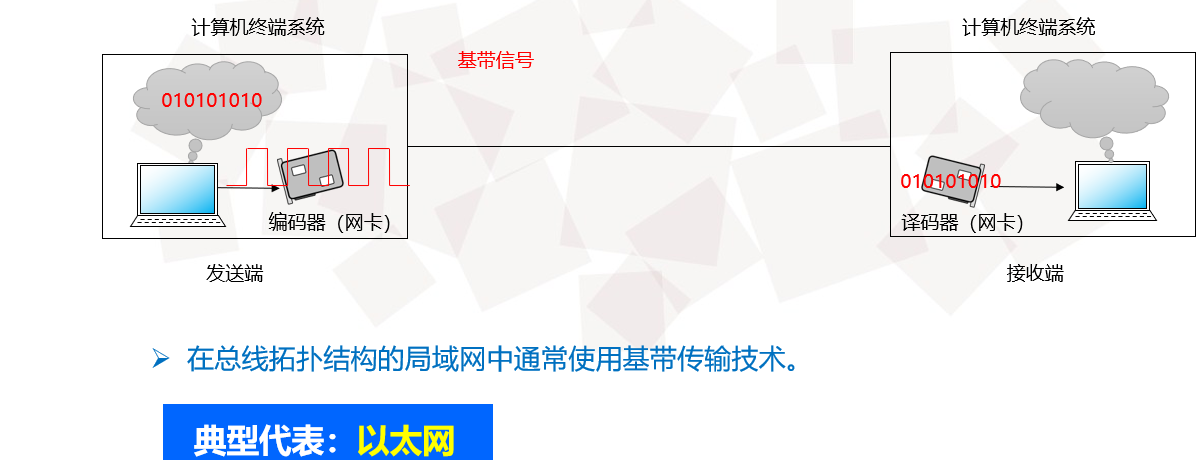 计算机终端系统
计算机终端系统
基带信号
010101010
010101010
编码器（网卡）
译码器（网卡）
发送端
接收端
在总线拓扑结构的局域网中通常使用基带传输技术。
典型代表：以太网